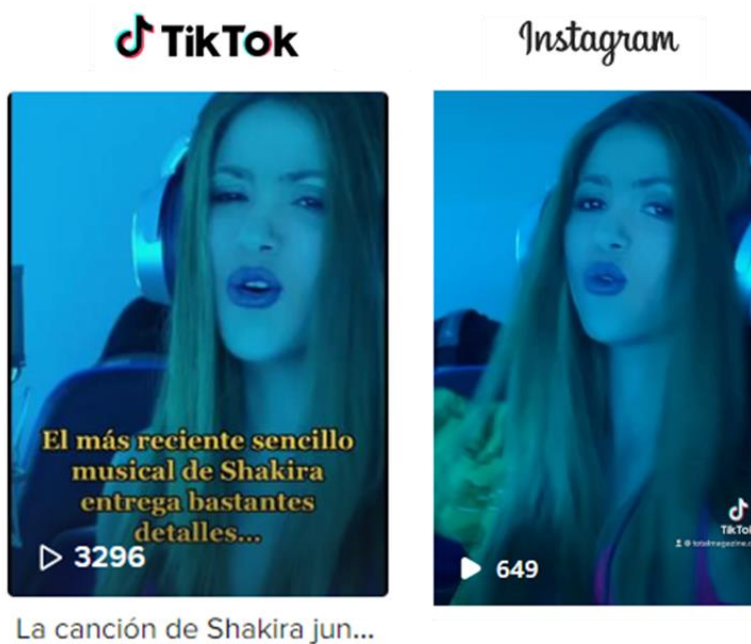 TikTok
Instagram
El más reciente sencillo
musical de Shakira
entrega bastantes
detalles...
3296
649
TikTok
La canción de Shakira jun...